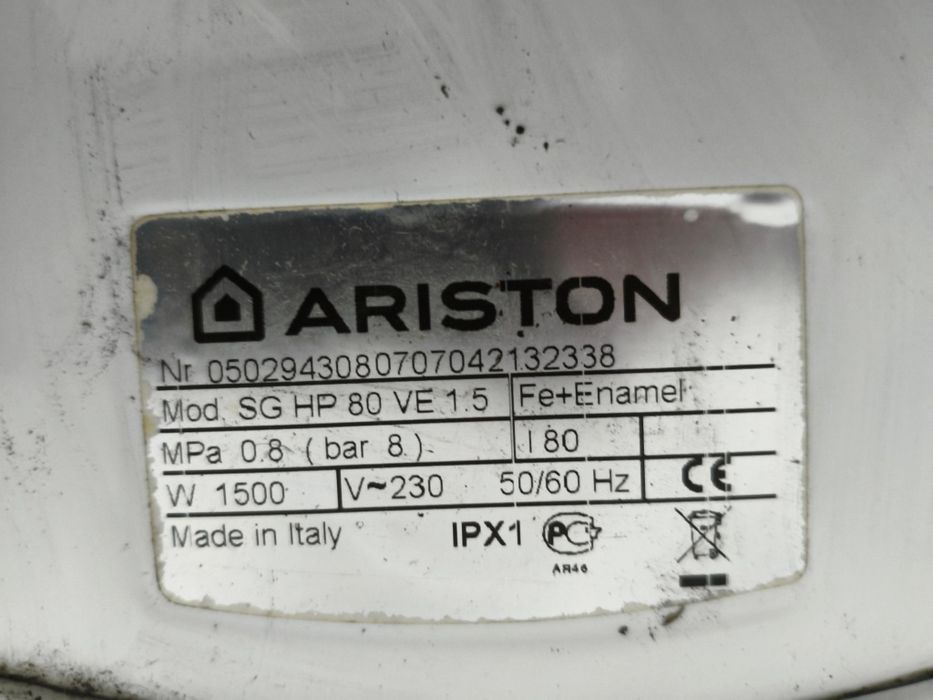 ARISTON
Nr 0502943080707042132338
Mod. SG HP 80 VE 1.5 Fe+Enamel
MPa 0.8 ( bar 8 ) l 80
W 1500 V~230 50/60 Hz CE
Made in Italy IPX1 PC
АЯ46